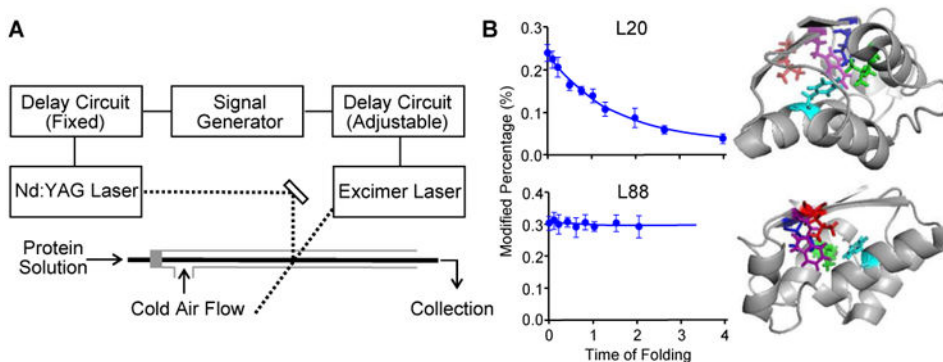 A
Delay Circuit
(Fixed)
Signal
Generator
Delay Circuit
(Adjustable)
Nd:YAG Laser
Excimer Laser
Protein
Solution
Cold Air Flow
Collection
B
L20
0.3
0.2
0.1
0.0
L88
0.4
0.3
0.2
0.1
0.0
0 1 2 3 4
Modified Percentage (%)
Time of Folding